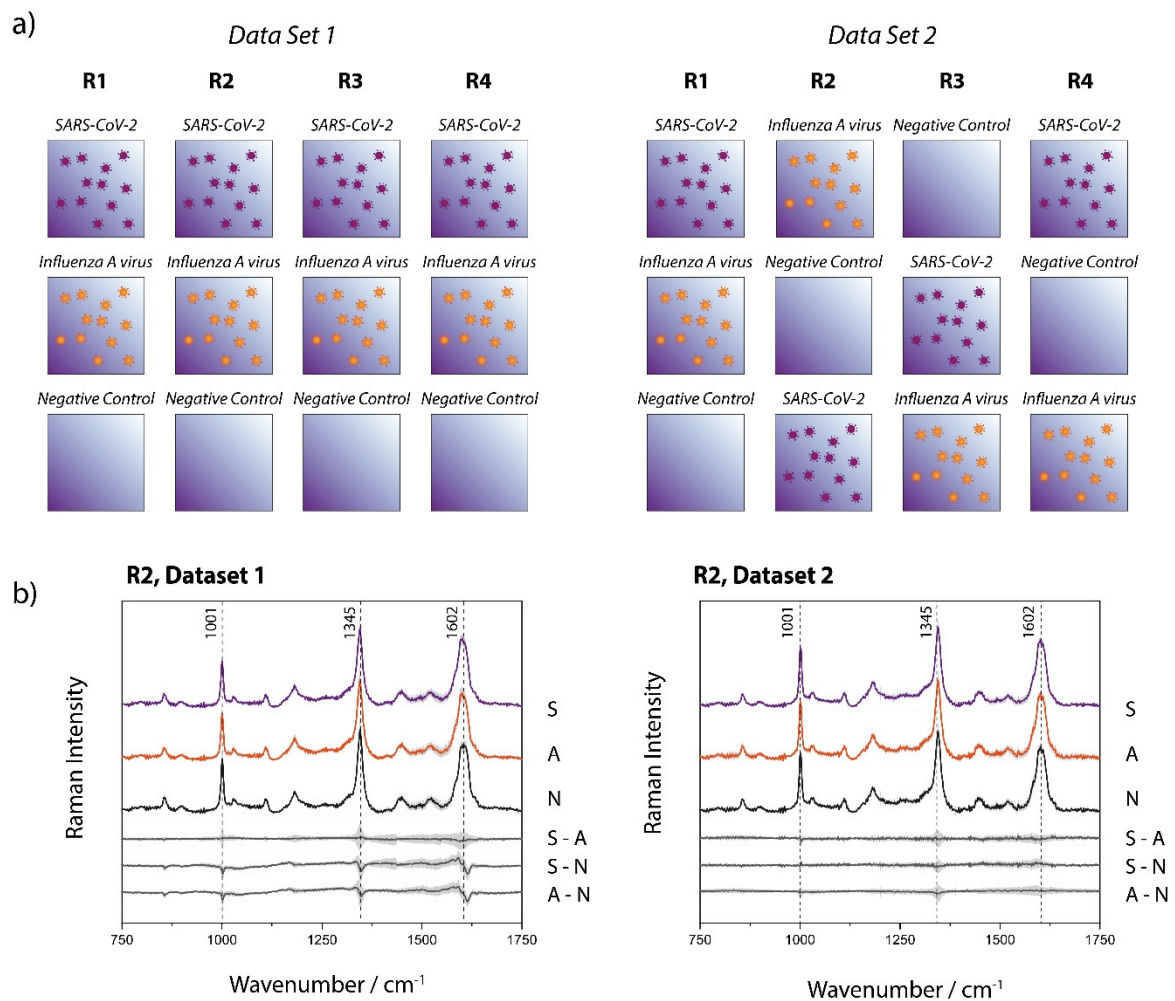 a)
Data Set 1
Data Set 2
R1 R2 R3 R4
R1 R2 R3 R4
SARS-CoV-2 SARS-CoV-2 SARS-CoV-2 SARS-CoV-2
SARS-CoV-2 Influenza A virus Negative Control SARS-CoV-2
Influenza A virus Influenza A virus Influenza A virus Influenza A virus
Influenza A virus Negative Control SARS-CoV-2 Negative Control
Negative Control Negative Control Negative Control Negative Control
Negative Control SARS-CoV-2 Influenza A virus Influenza A virus
b)
R2, Dataset 1
1001
1345
1602
Raman Intensity
S
A
N
S - A
S - N
A - N
750 1000 1250 1500 1750
Wavenumber / cm⁻¹
R2, Dataset 2
1001
1345
1602
Raman Intensity
S
A
N
S - A
S - N
A - N
750 1000 1250 1500 1750
Wavenumber / cm⁻¹